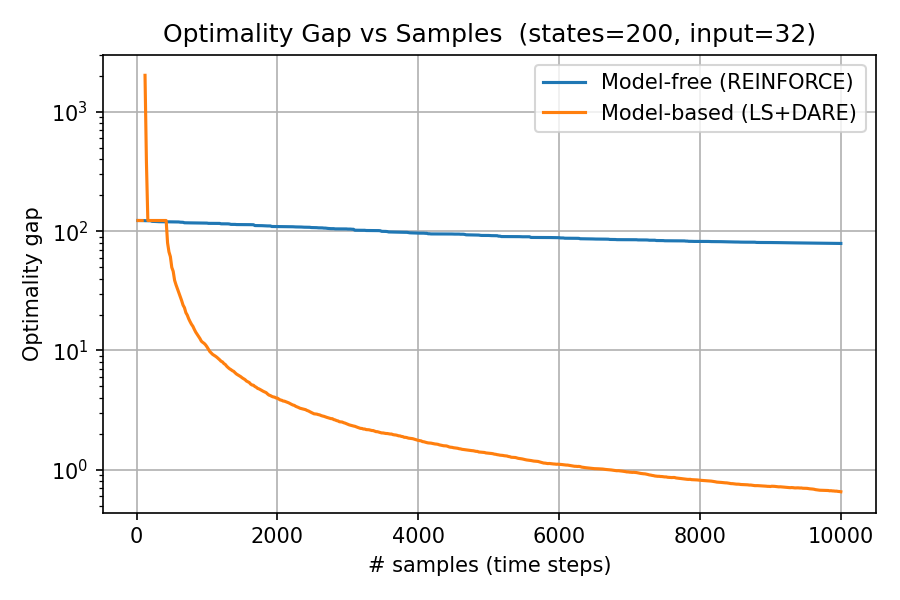 Optimality Gap vs Samples  (states=200, input=32)
Model-free (REINFORCE)
Model-based (LS+DARE)
Optimality gap
10³
10²
10¹
10⁰
0 2000 4000 6000 8000 10000
# samples (time steps)